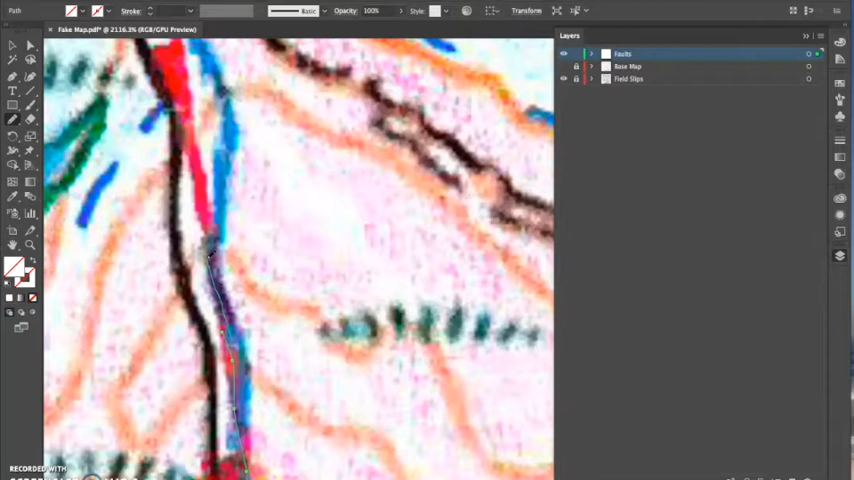 Path
Stroke:
Basic
Opacity: 100%
Style:
Transform
× Fake Map.pdf* @ 2116.3% (RGB/GPU Preview)
Layers
Faults
Base Map
Field Slips
RECORDED WITH